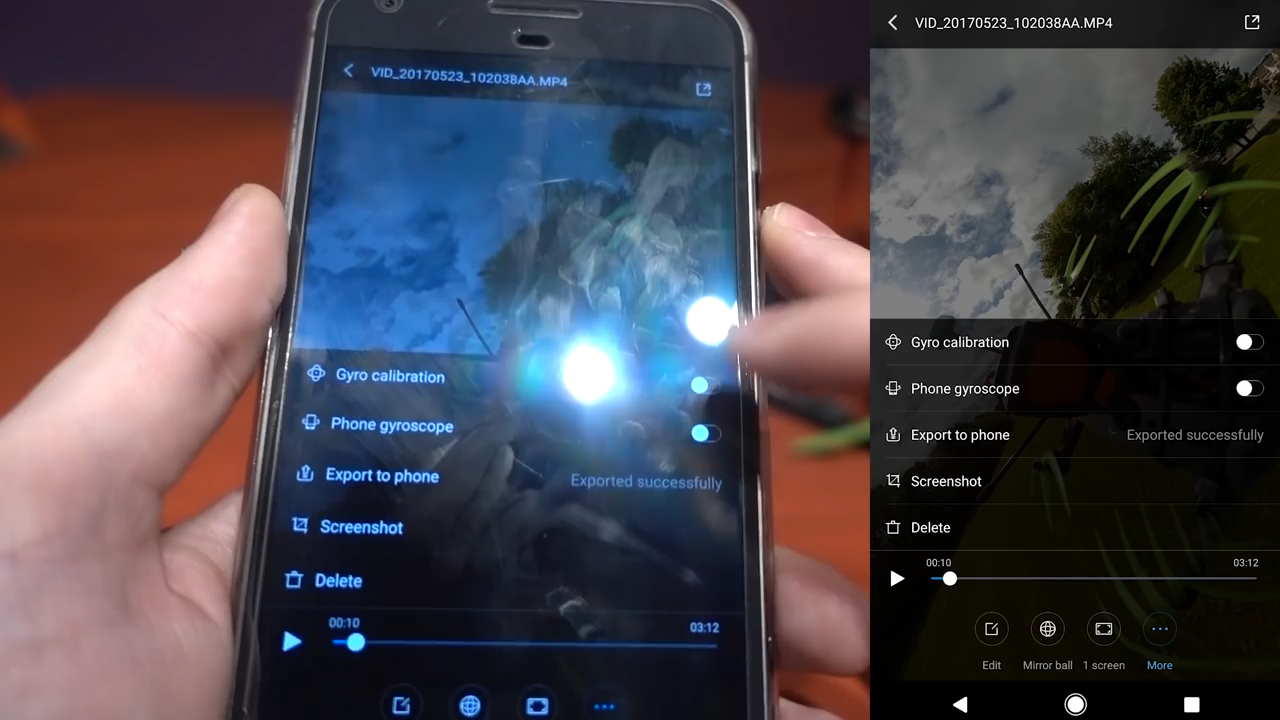 VID_20170523_102038AA.MP4
Gyro calibration
Phone gyroscope
Export to phone Exported successfully
Screenshot
Delete
00:10 03:12
VID_20170523_102038AA.MP4
Gyro calibration
Phone gyroscope
Export to phone Exported successfully
Screenshot
Delete
00:10 03:12
Edit Mirror ball 1 screen More